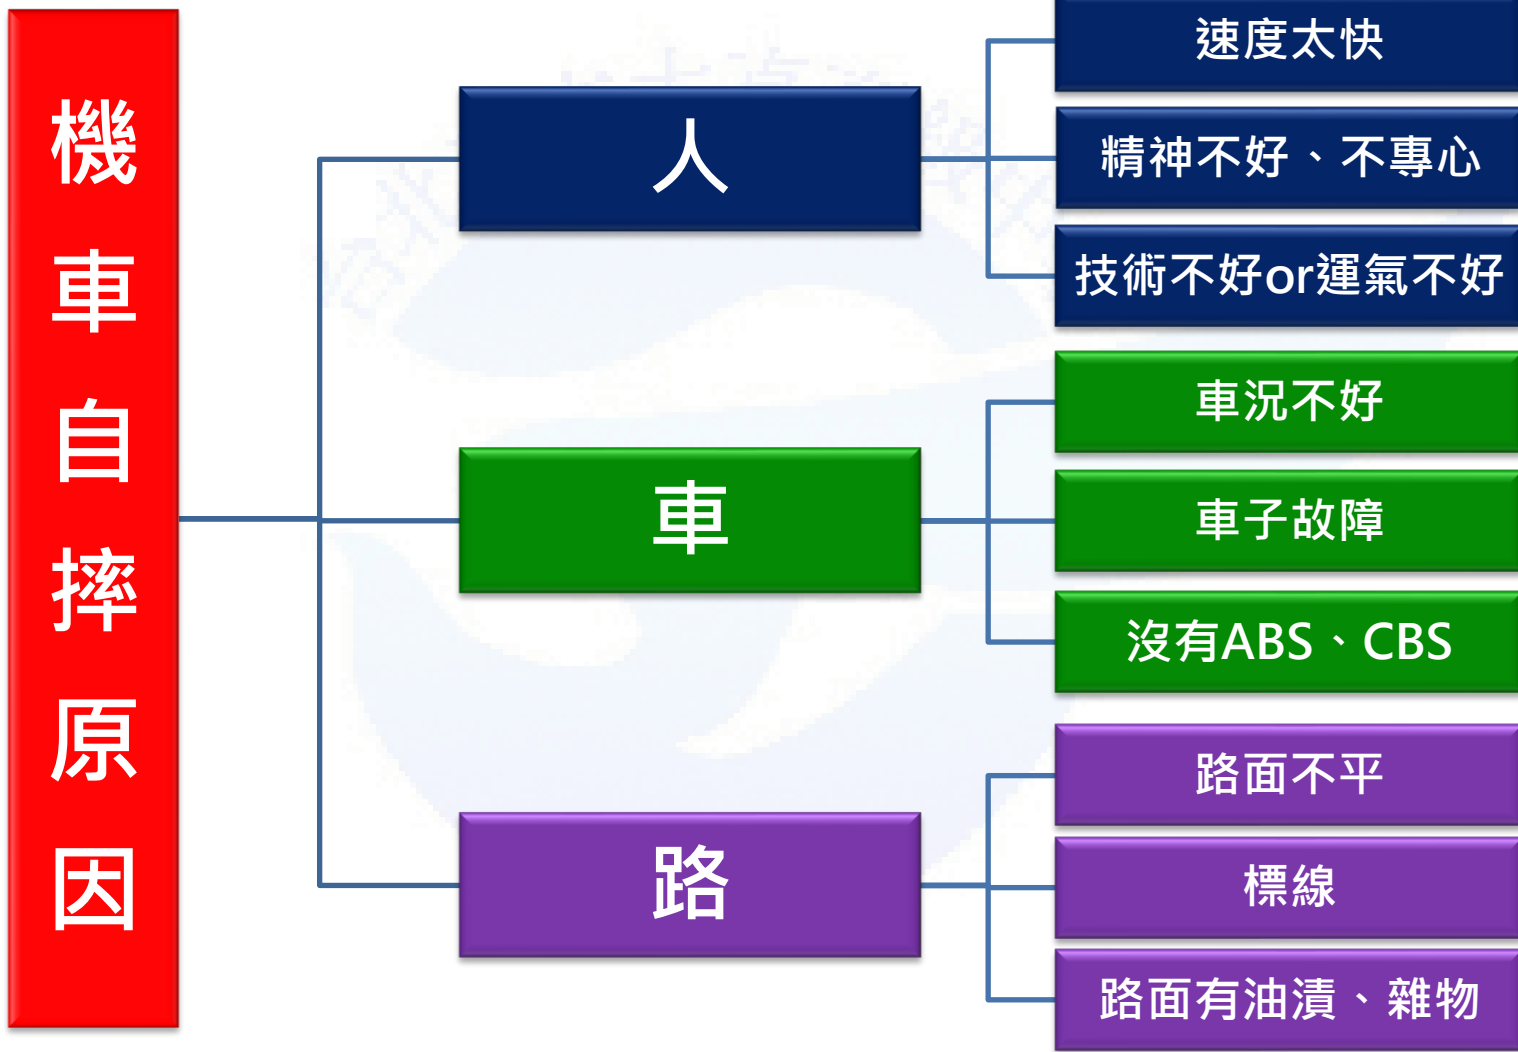 機車自摔原因
人
速度太快
精神不好、不專心
技術不好or運氣不好
車
車況不好
車子故障
沒有ABS、CBS
路
路面不平
標線
路面有油漬、雜物